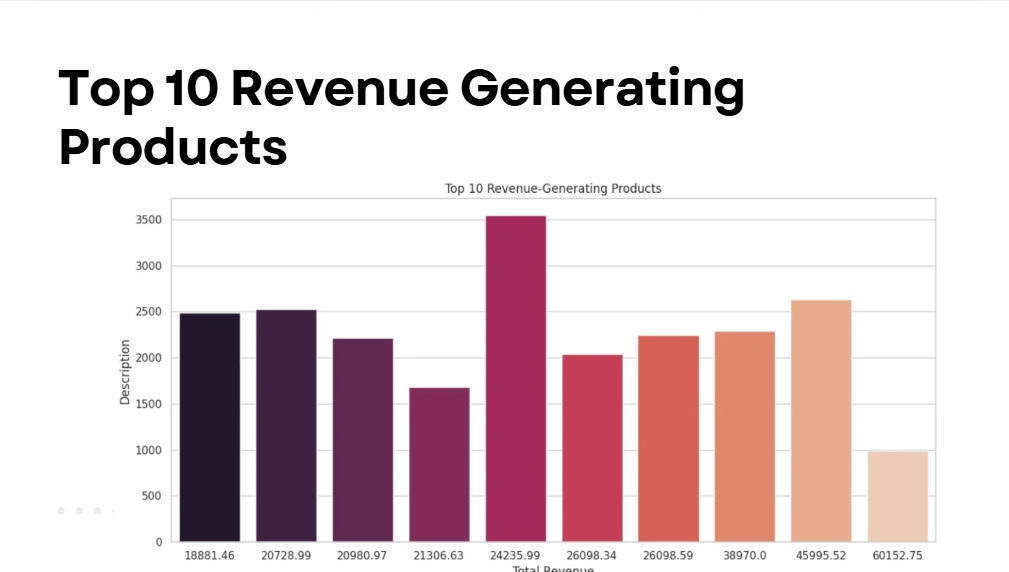 Top 10 Revenue Generating
Products
Top 10 Revenue-Generating Products
3500
3000
2500
2000
1500
1000
500
0
Description
18881.46 20728.99 20980.97 21306.63 24235.99 26098.34 26098.59 38970.0 45995.52 60152.75
Total Revenue